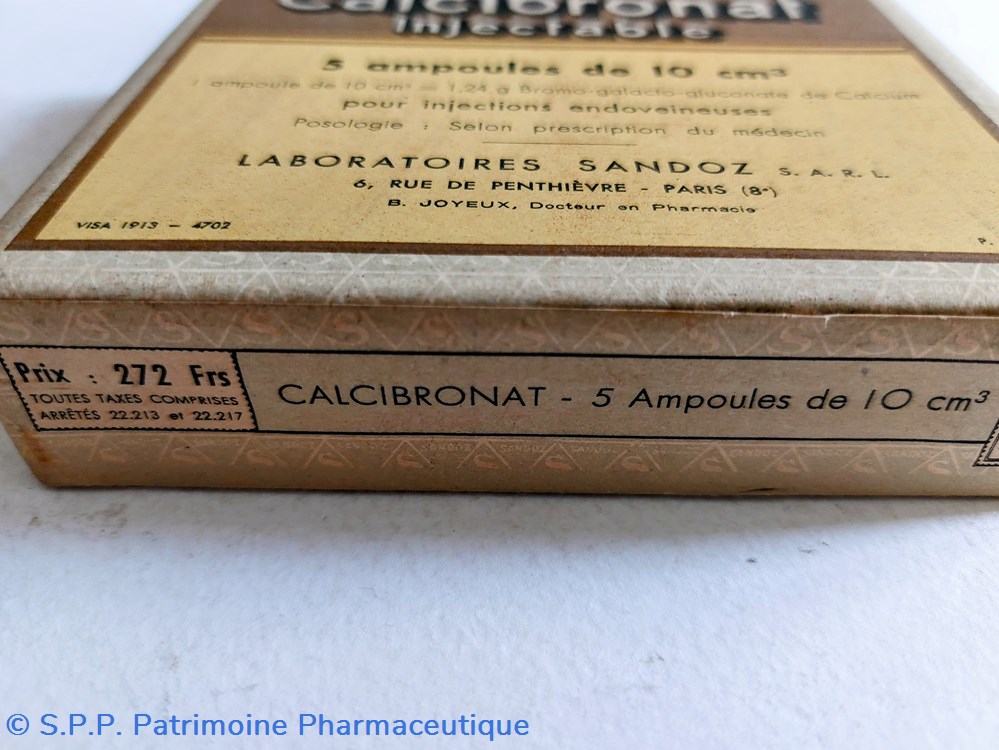 Calcibronat
Injectable
5 ampoules de 10 cm³
1 ampoule de 10 cm³ = 1,24 g Bromo-galacto-gluconate de Calcium
pour injections endoveineuses
Posologie : Selon prescription du médecin
LABORATOIRES SANDOZ S. A. R. L.
6, RUE DE PENTHIÈVRE - PARIS (8ᵉ)
B. JOYEUX, Docteur en Pharmacie
VISA 1913 - 4702
P.
Prix : 272 Frs
TOUTES TAXES COMPRISES
ARRÊTÉS 22.213 et 22.217
CALCIBRONAT - 5 Ampoules de 10 cm³
SANDOZ
© S.P.P. Patrimoine Pharmaceutique